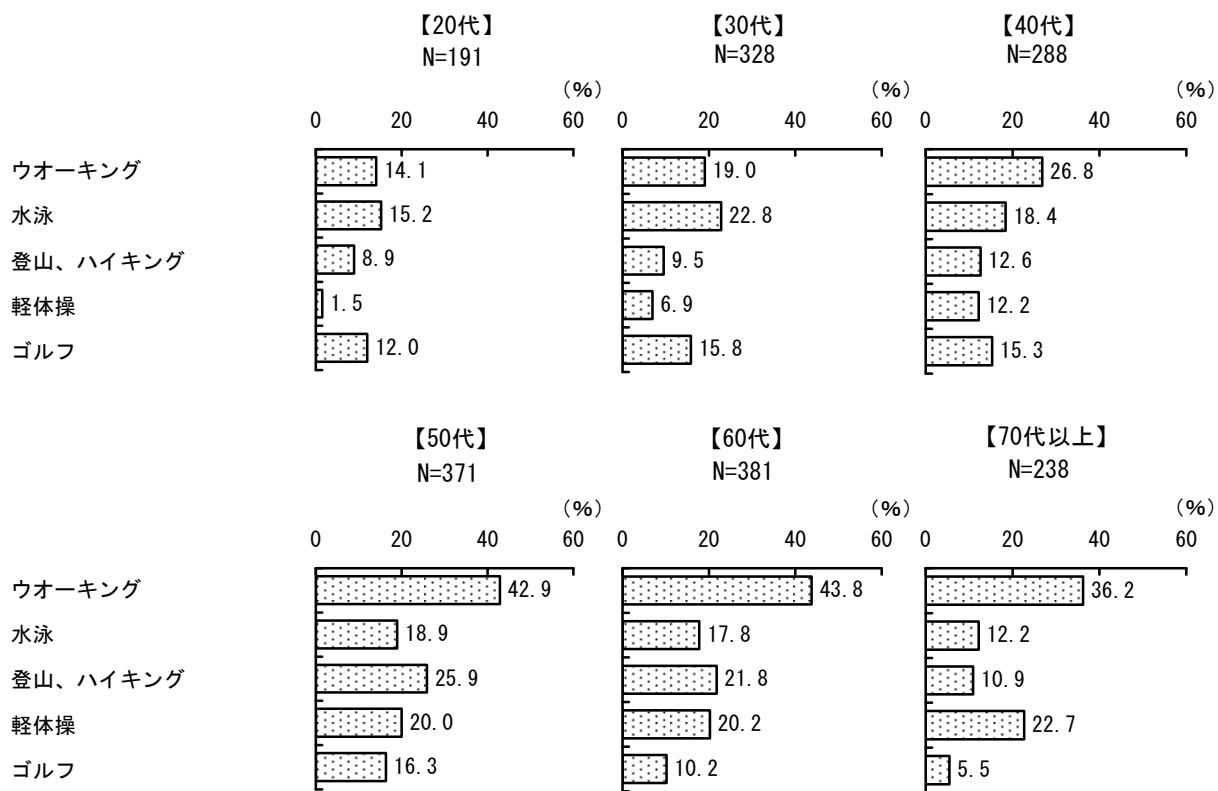 【20代】 【30代】 【40代】
N=191 N=328 N=288
(%) (%) (%)
0 20 40 60 0 20 40 60 0 20 40 60
ウオーキング 14.1 19.0 26.8
水泳 15.2 22.8 18.4
登山、ハイキング 8.9 9.5 12.6
軽体操 1.5 6.9 12.2
ゴルフ 12.0 15.8 15.3
【50代】 【60代】 【70代以上】
N=371 N=381 N=238
(%) (%) (%)
0 20 40 60 0 20 40 60 0 20 40 60
ウオーキング 42.9 43.8 36.2
水泳 18.9 17.8 12.2
登山、ハイキング 25.9 21.8 10.9
軽体操 20.0 20.2 22.7
ゴルフ 16.3 10.2 5.5